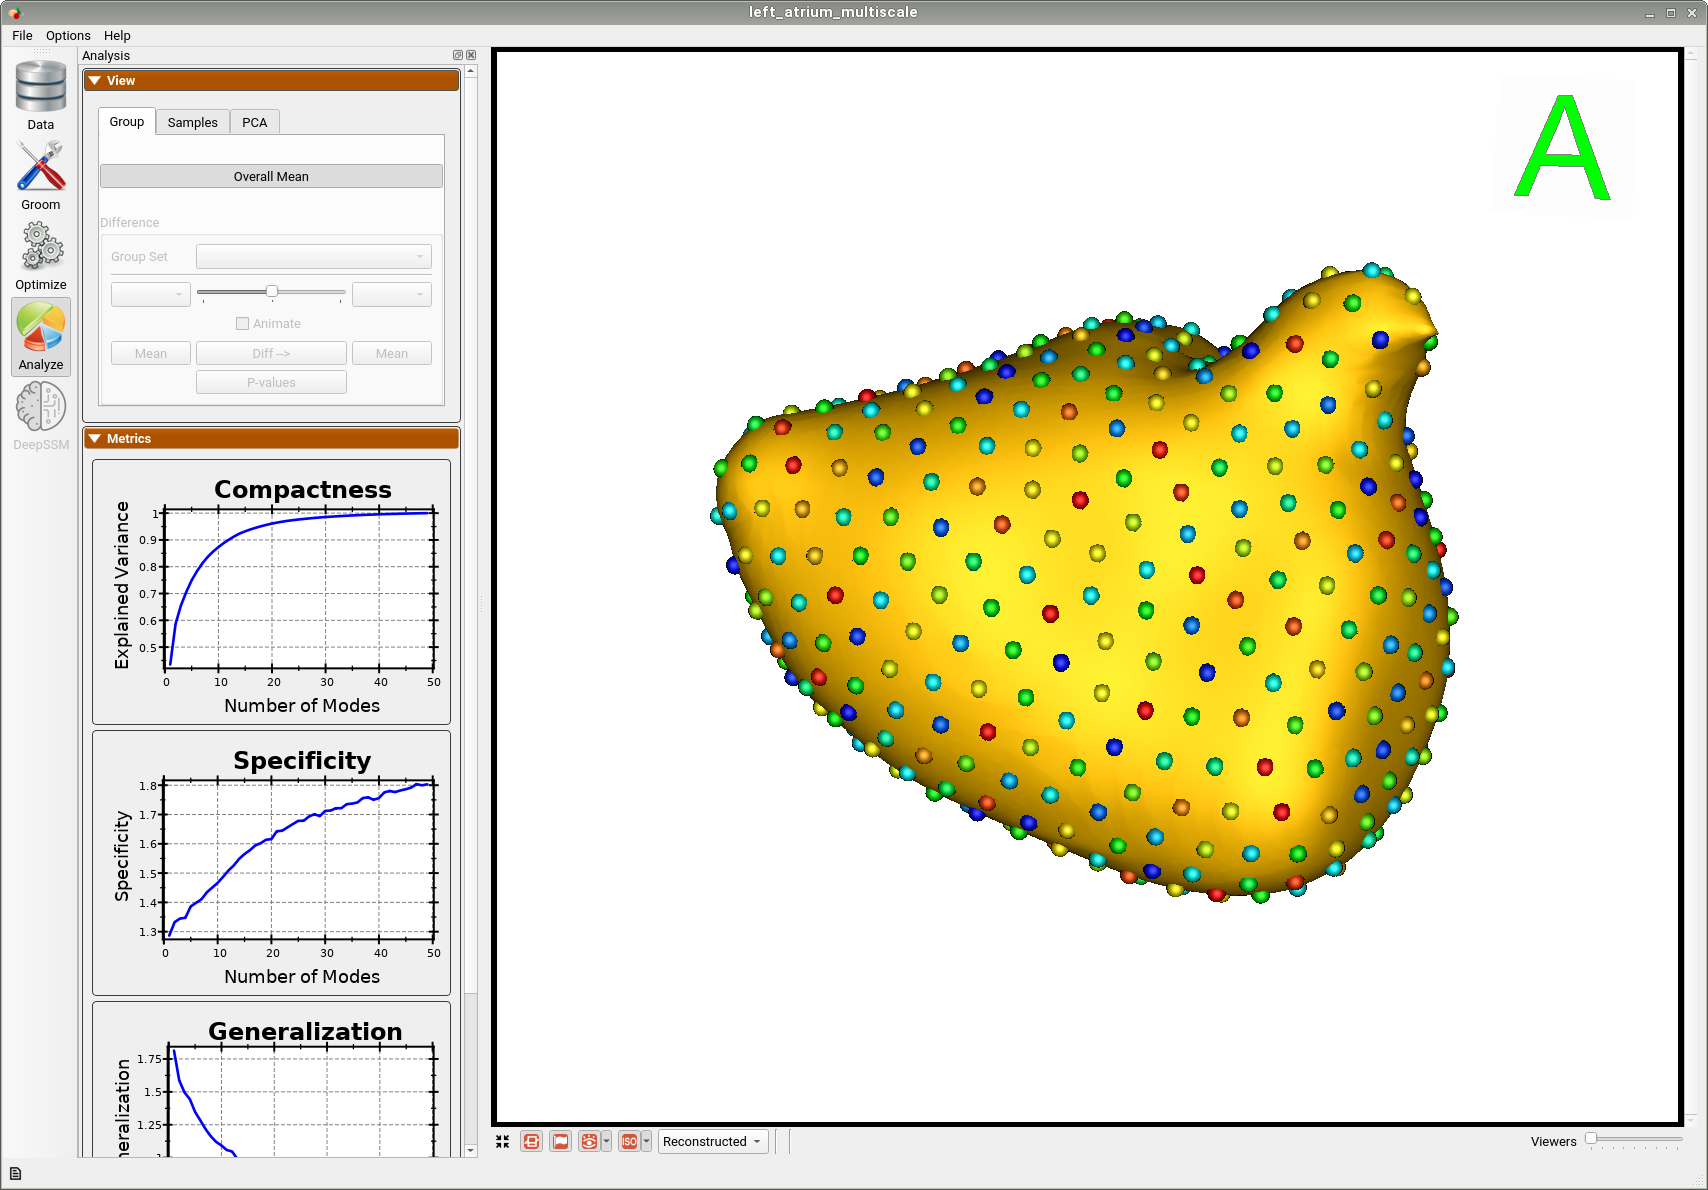 left_atrium_multiscale
File Options Help
Analysis
Data
Groom
Optimize
Analyze
DeepSSM
View
Group Samples PCA
Overall Mean
Difference
Group Set
Animate
Mean Diff --> Mean
P-values
Metrics
Compactness
Explained Variance
1
0.9
0.8
0.7
0.6
0.5
0 10 20 30 40 50
Number of Modes
Specificity
Specificity
1.8
1.7
1.6
1.5
1.4
1.3
0 10 20 30 40 50
Number of Modes
Generalization
neralization
1.75
1.5
1.25
A
ISO Reconstructed
Viewers